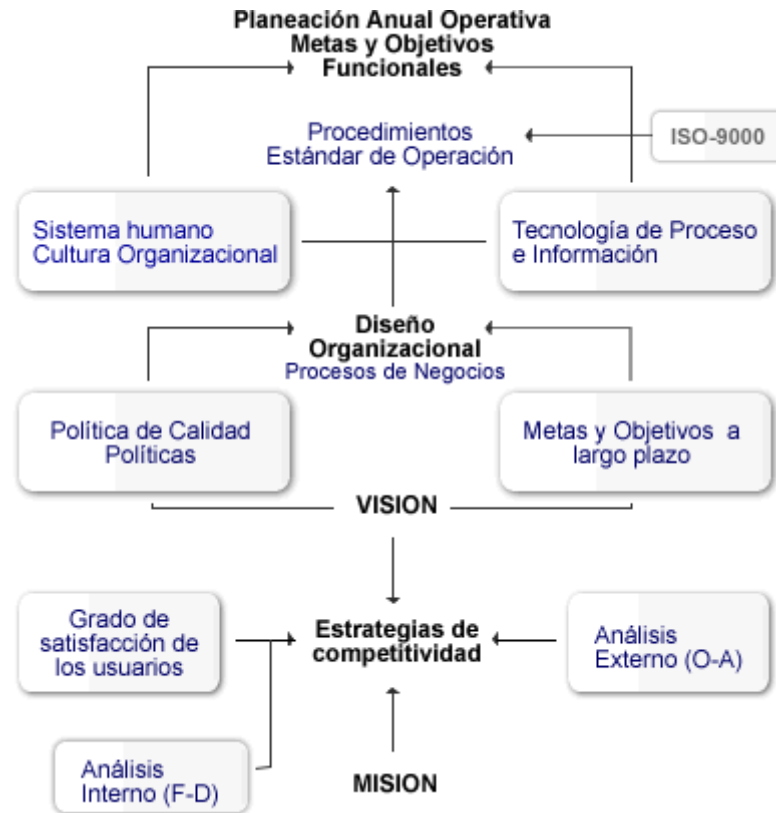 Planeación Anual Operativa
Metas y Objetivos
Funcionales
Procedimientos
Estándar de Operación
ISO-9000
Sistema humano
Cultura Organizacional
Tecnología de Proceso
e Información
Diseño
Organizacional
Procesos de Negocios
Política de Calidad
Políticas
Metas y Objetivos a
largo plazo
VISION
Grado de
satisfacción de
los usuarios
Estrategias de
competitividad
Análisis
Externo (O-A)
Análisis
Interno (F-D)
MISION